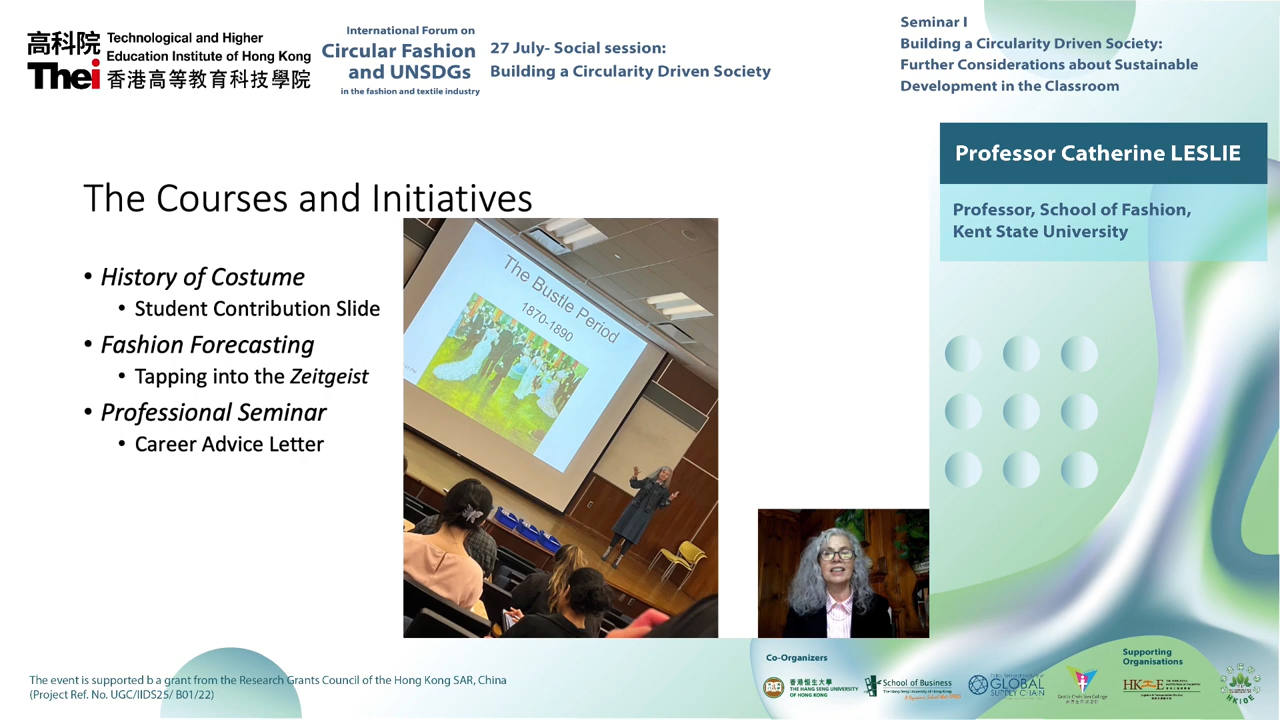 高科院
Thei
Technological and Higher
Education Institute of Hong Kong
香港高等教育科技學院
International Forum on
Circular Fashion
and UNSDGs
in the fashion and textile industry
27 July- Social session:
Building a Circularity Driven Society
Seminar I
Building a Circularity Driven Society:
Further Considerations about Sustainable
Development in the Classroom
Professor Catherine LESLIE
Professor, School of Fashion,
Kent State University
The Courses and Initiatives
• History of Costume
• Student Contribution Slide
• Fashion Forecasting
• Tapping into the Zeitgeist
• Professional Seminar
• Career Advice Letter
The Bustle Period
1870-1890
The event is supported b a grant from the Research Grants Council of the Hong Kong SAR, China
(Project Ref. No. UGC/IIDS25/ B01/22)
Co-Organizers
香港恒生大學
THE HANG SENG UNIVERSITY
OF HONG KONG
School of Business
The Hang Seng University of Hong Kong
GLOBAL
SUPPLY CHAIN
Supporting
Organisations
HKIE